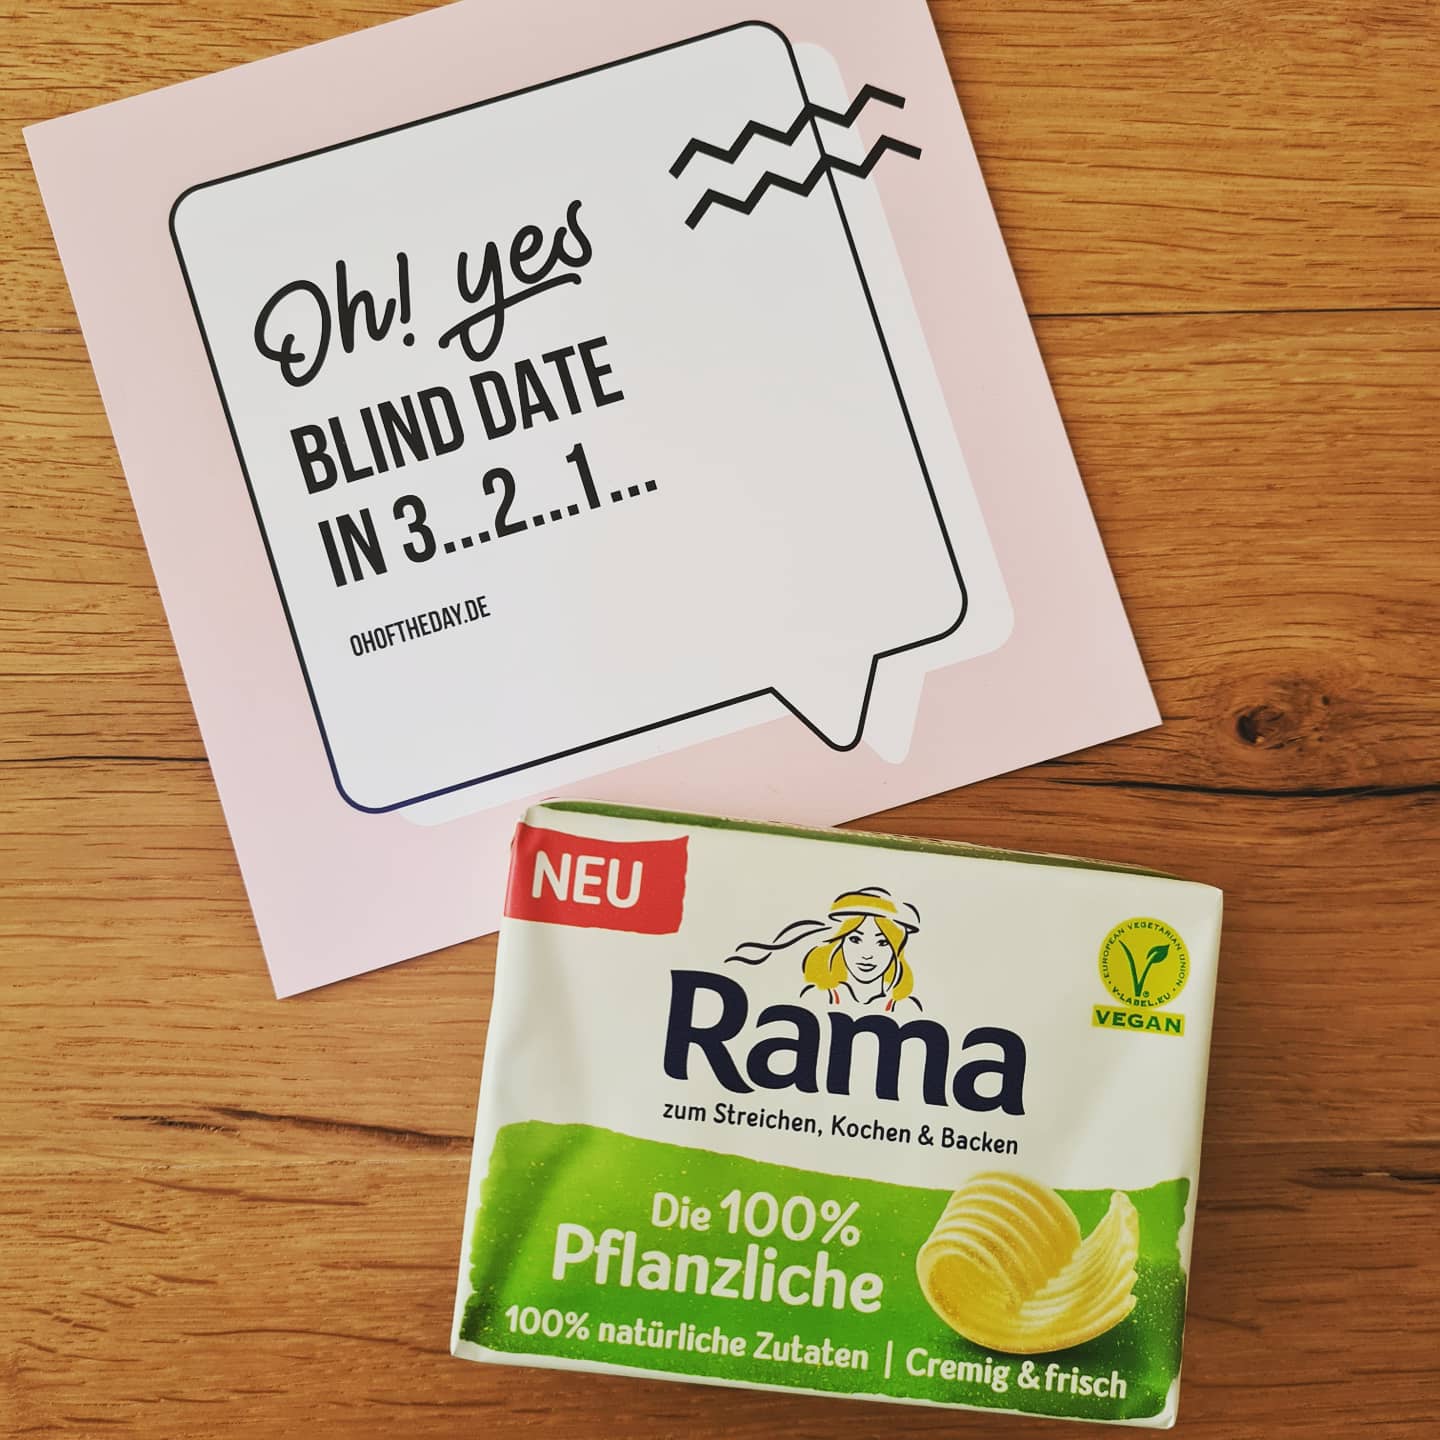 Oh! yes
BLIND DATE
IN 3...2...1...
OHOFTHEDAY.DE
NEU
EUROPEAN VEGETARIAN UNION
V-LABEL.EU
VEGAN
Rama
zum Streichen, Kochen & Backen
Die 100%
Pflanzliche
100% natürliche Zutaten | Cremig & frisch